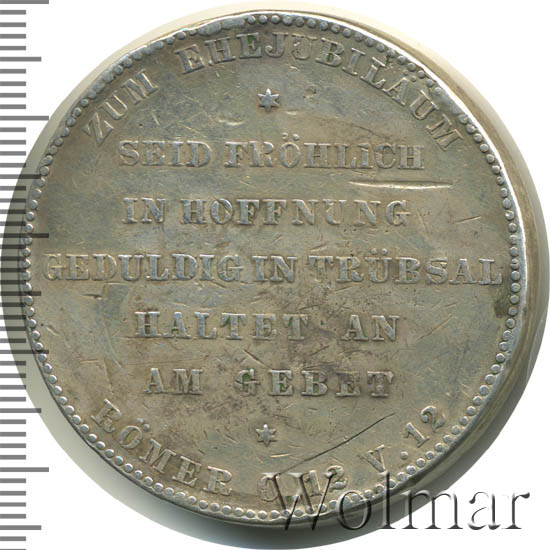 ZUM EHEJUBILÄUM
SEID FRÖHLICH
IN HOFFNUNG
GEDULDIG IN TRÜBSAL
HALTET AN
AM GEBET
RÖMER C. 12 V. 12
Wolmar